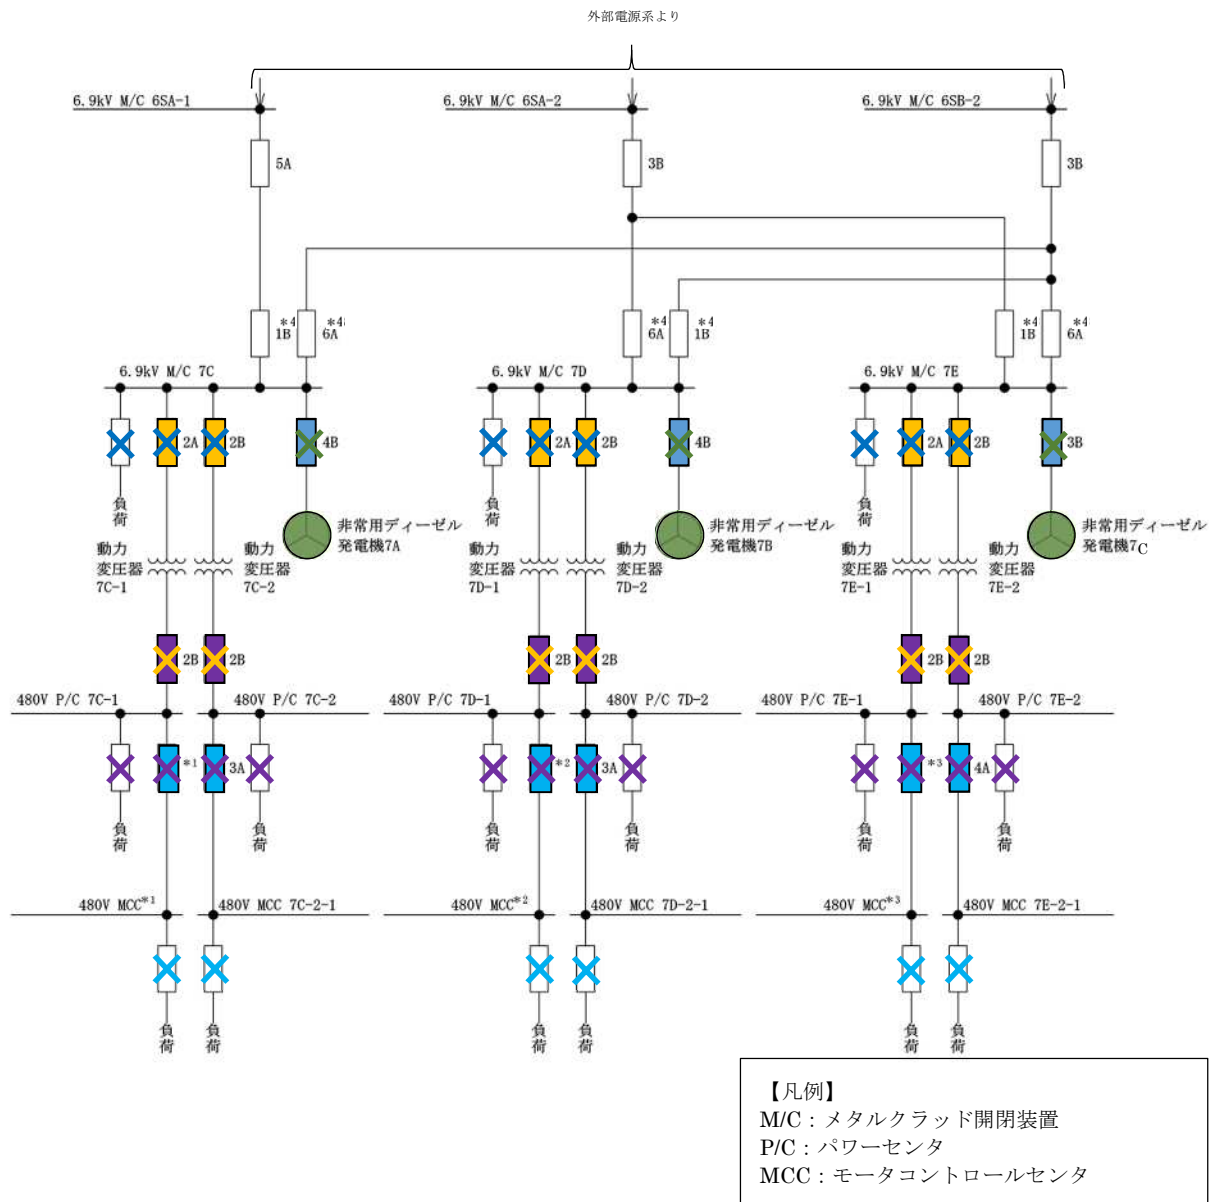 外部電源系より
6.9kV M/C 6SA-1
6.9kV M/C 6SA-2
6.9kV M/C 6SB-2
5A
3B
3B
*4
1B
*4
6A
*4
6A
*4
1B
*4
1B
*4
6A
6.9kV M/C 7C
6.9kV M/C 7D
6.9kV M/C 7E
2A
2B
4B
2A
2B
4B
2A
2B
3B
負荷
負荷
負荷
非常用ディーゼル
発電機7A
非常用ディーゼル
発電機7B
非常用ディーゼル
発電機7C
動力
変圧器
7C-1
動力
変圧器
7C-2
動力
変圧器
7D-1
動力
変圧器
7D-2
動力
変圧器
7E-1
動力
変圧器
7E-2
2B
2B
2B
2B
2B
2B
480V P/C 7C-1
480V P/C 7C-2
480V P/C 7D-1
480V P/C 7D-2
480V P/C 7E-1
480V P/C 7E-2
*1
3A
*2
3A
*3
4A
負荷
負荷
負荷
負荷
負荷
負荷
480V MCC*1
480V MCC 7C-2-1
480V MCC*2
480V MCC 7D-2-1
480V MCC*3
480V MCC 7E-2-1
負荷
負荷
負荷
負荷
負荷
負荷
【凡例】
M/C：メタルクラッド開閉装置
P/C：パワーセンタ
MCC：モータコントロールセンタ